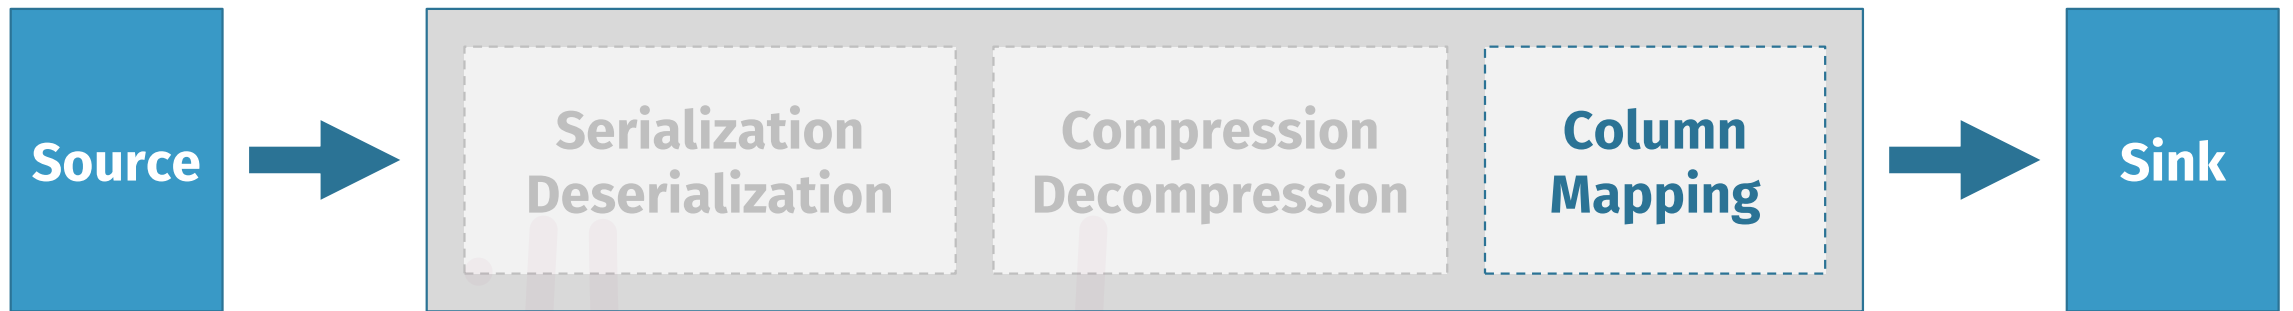 Source
Serialization
Deserialization
Compression
Decompression
Column
Mapping
Sink